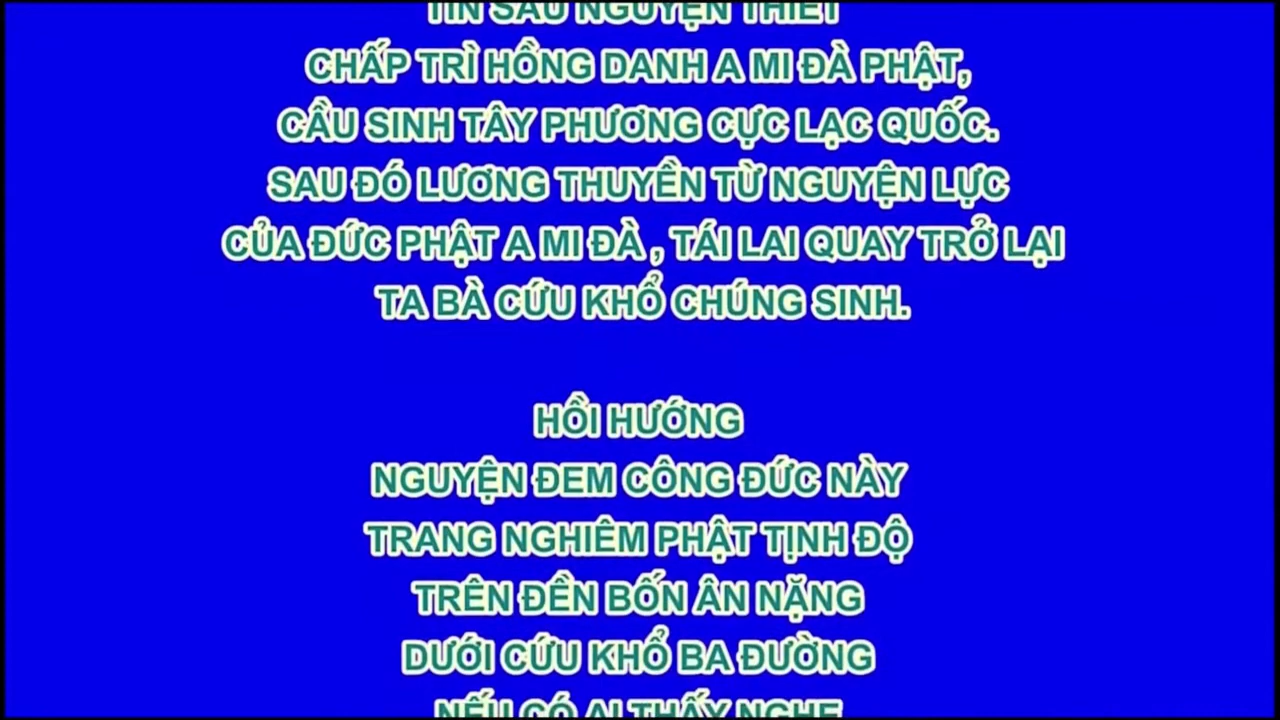 TÍN SÂU NGUYỆN THIẾT
CHẤP TRÌ HỒNG DANH A MI ĐÀ PHẬT,
CẦU SINH TÂY PHƯƠNG CỰC LẠC QUỐC.
SAU ĐÓ LƯƠNG THUYỀN TỪ NGUYỆN LỰC
CỦA ĐỨC PHẬT A MI ĐÀ , TÁI LAI QUAY TRỞ LẠI
TA BÀ CỨU KHỔ CHÚNG SINH.
HỒI HƯỚNG
NGUYỆN ĐEM CÔNG ĐỨC NÀY
TRANG NGHIÊM PHẬT TỊNH ĐỘ
TRÊN ĐỀN BỐN ÂN NẶNG
DƯỚI CỨU KHỔ BA ĐƯỜNG
NẾU CÓ AI THẤY NGHE